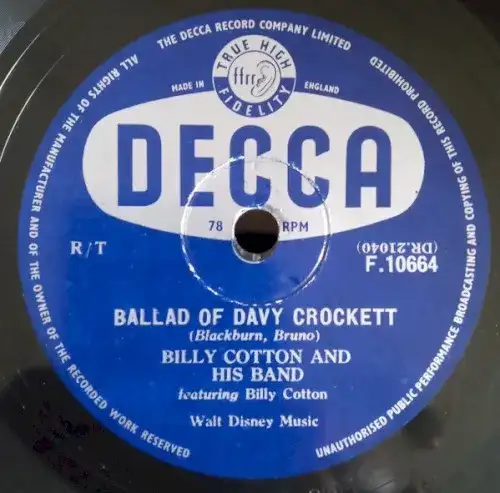 THE DECCA RECORD COMPANY LIMITED
ALL RIGHTS OF THE MANUFACTURER AND OF THE OWNER OF THE RECORDED WORK RESERVED
UNAUTHORISED PUBLIC PERFORMANCE BROADCASTING AND COPYING OF THIS RECORD PROHIBITED
TRUE HIGH
ffrr
FIDELITY
MADE IN ENGLAND
DECCA
78 RPM
R/T
(DR.21040)
F.10664
BALLAD OF DAVY CROCKETT
(Blackburn, Bruno)
BILLY COTTON AND
HIS BAND
featuring Billy Cotton
Walt Disney Music